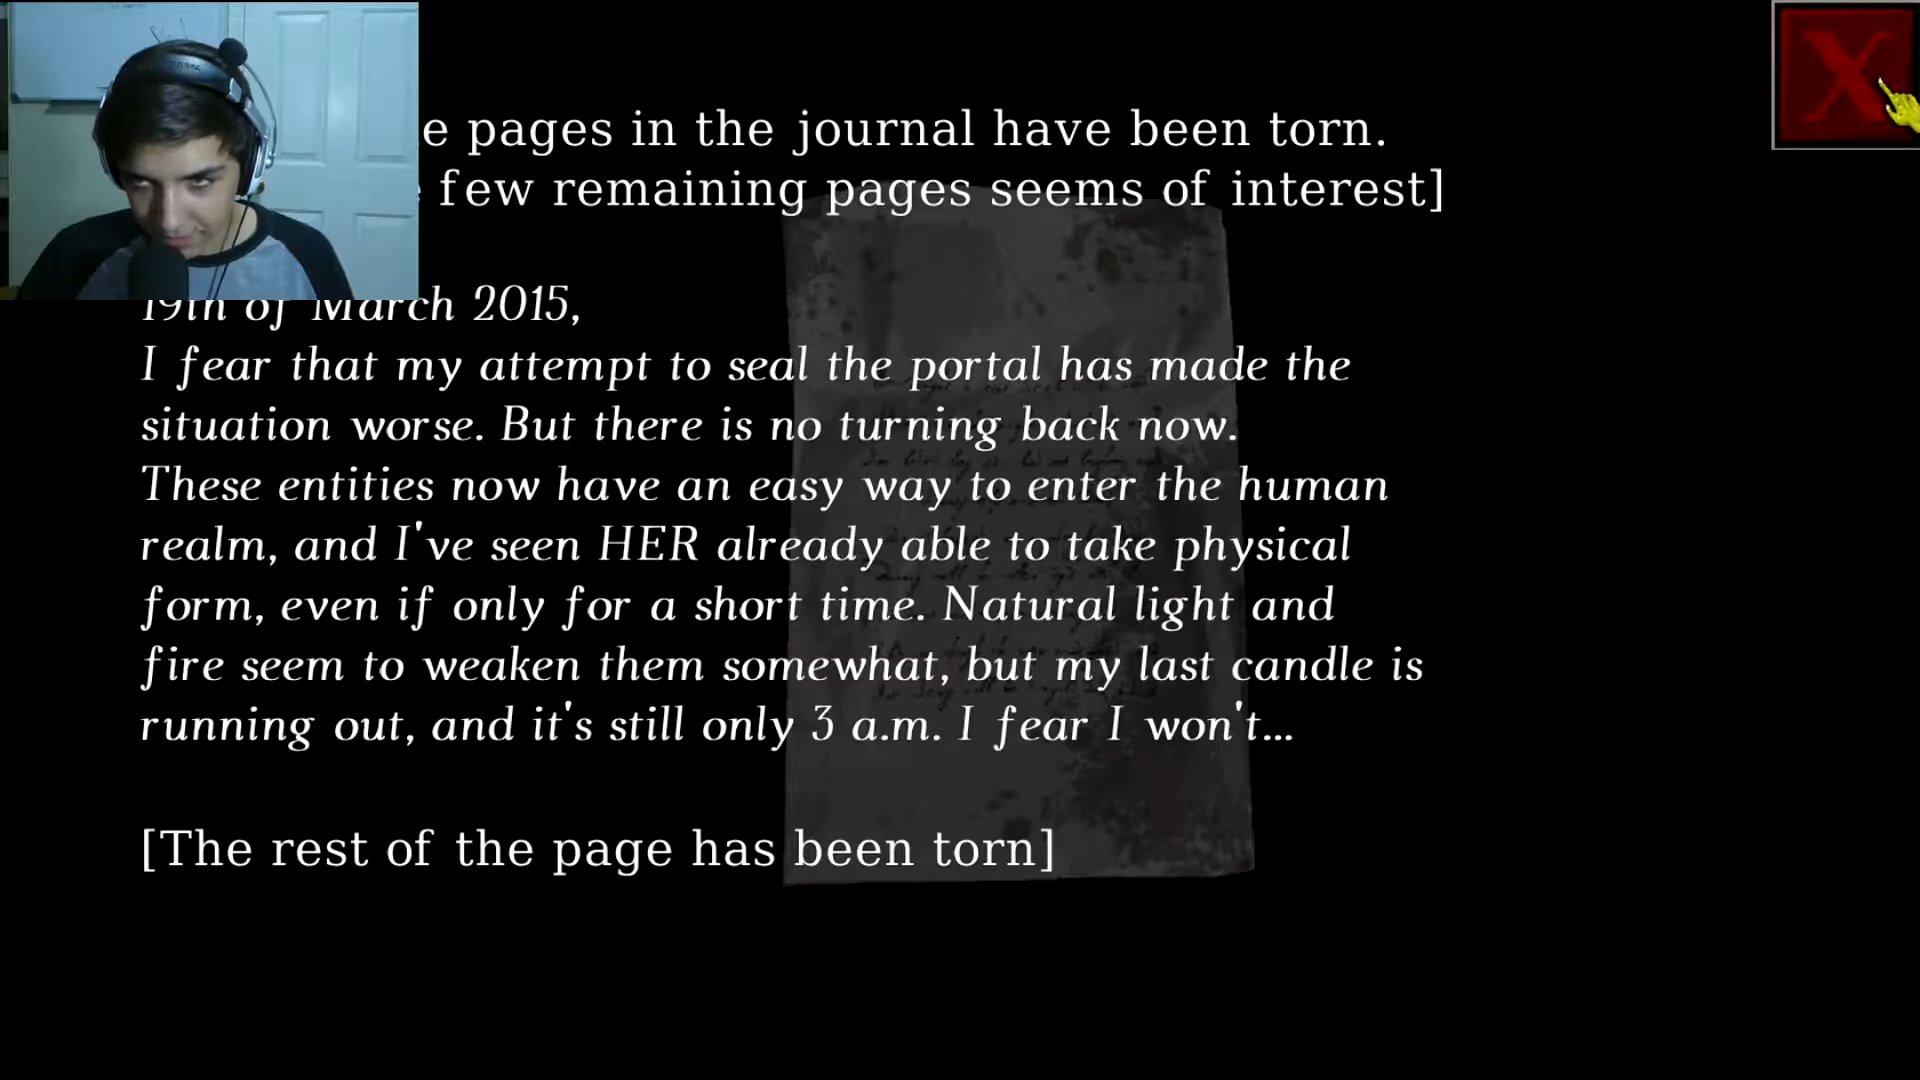 e pages in the journal have been torn.
few remaining pages seems of interest]
19th of March 2015,
I fear that my attempt to seal the portal has made the
situation worse. But there is no turning back now.
These entities now have an easy way to enter the human
realm, and I've seen HER already able to take physical
form, even if only for a short time. Natural light and
fire seem to weaken them somewhat, but my last candle is
running out, and it's still only 3 a.m. I fear I won't...
[The rest of the page has been torn]
X